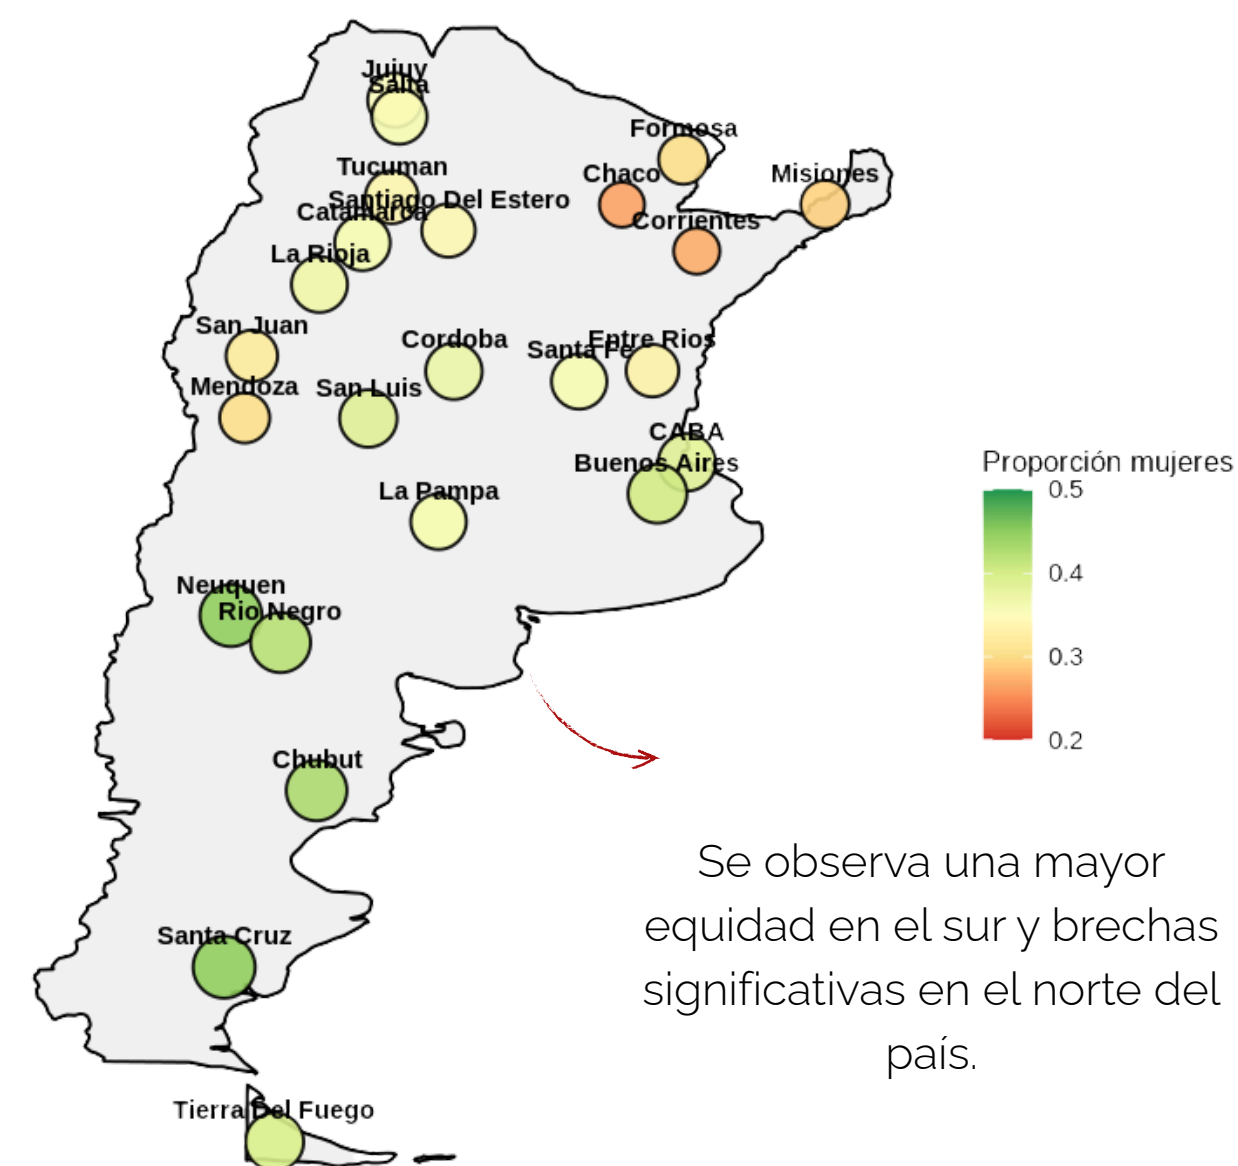 Jujuy
Salta
Formosa
Tucuman
Chaco
Misiones
Santiago Del Estero
Catamarca
Corrientes
La Rioja
San Juan
Cordoba
Santa Fe
Entre Rios
Mendoza
San Luis
CABA
Buenos Aires
La Pampa
Proporción mujeres
0.5
0.4
0.3
0.2
Neuquen
Rio Negro
Chubut
Santa Cruz
Tierra Del Fuego
Se observa una mayor
equidad en el sur y brechas
significativas en el norte del
país.